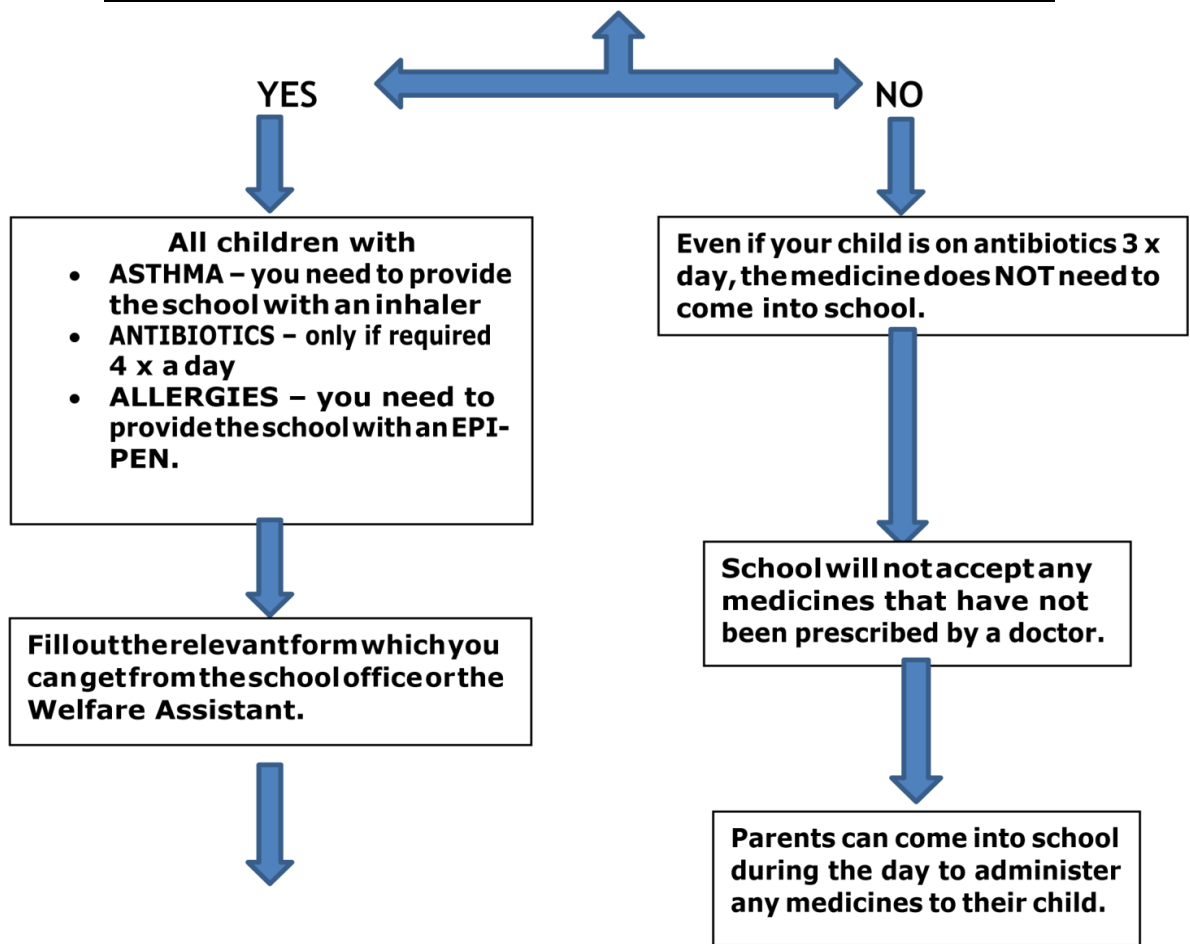 YES
NO
All children with
• ASTHMA – you need to provide
the school with an inhaler
• ANTIBIOTICS – only if required
4 x a day
• ALLERGIES – you need to
provide the school with an EPI-
PEN.
Even if your child is on antibiotics 3 x
day, the medicine does NOT need to
come into school.
Fill out the relevant form which you
can get from the school office or the
Welfare Assistant.
School will not accept any
medicines that have not
been prescribed by a doctor.
Parents can come into school
during the day to administer
any medicines to their child.